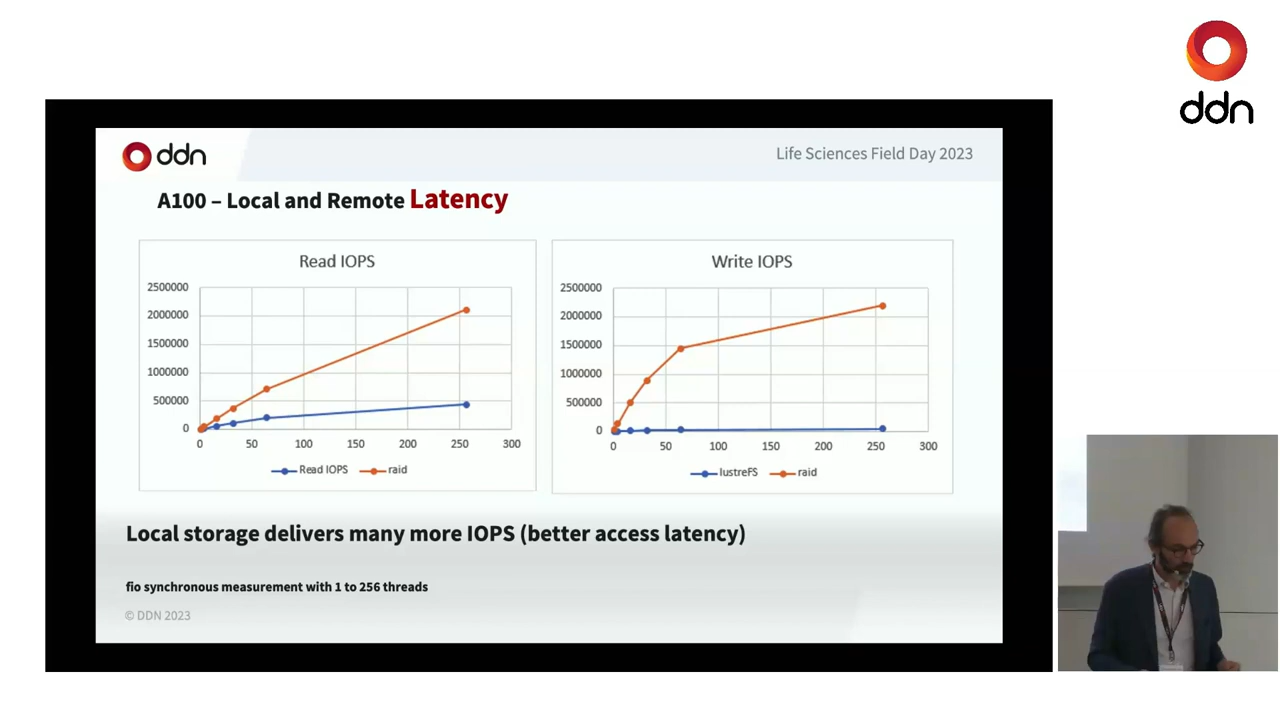 ddn
ddn
Life Sciences Field Day 2023
A100 – Local and Remote Latency
Read IOPS
2500000
2000000
1500000
1000000
500000
0
0 50 100 150 200 250 300
Read IOPS raid
Write IOPS
2500000
2000000
1500000
1000000
500000
0
0 50 100 150 200 250 300
lustreFS raid
Local storage delivers many more IOPS (better access latency)
fio synchronous measurement with 1 to 256 threads
© DDN 2023